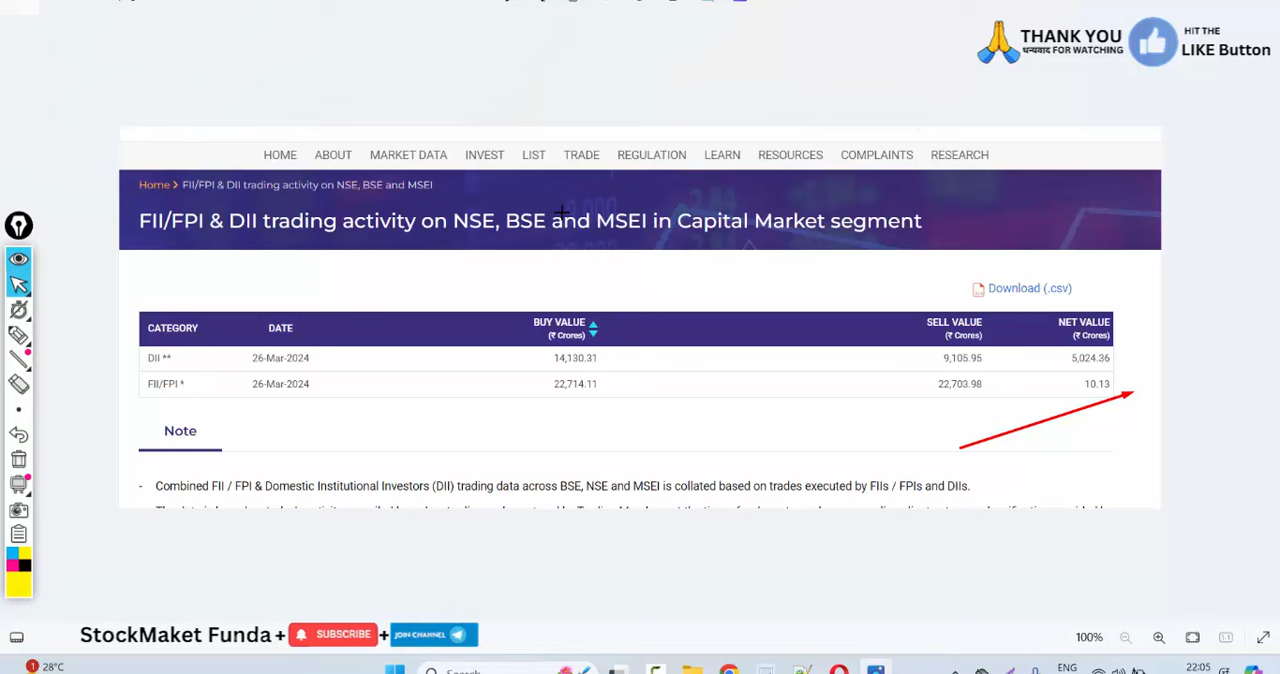 THANK YOU
धन्यवाद FOR WATCHING
HIT THE
LIKE Button
HOME ABOUT MARKET DATA INVEST LIST TRADE REGULATION LEARN RESOURCES COMPLAINTS RESEARCH
Home > FII/FPI & DII trading activity on NSE, BSE and MSEI
FII/FPI & DII trading activity on NSE, BSE and MSEI in Capital Market segment
Download (.csv)
CATEGORY DATE BUY VALUE (₹ Crores) SELL VALUE (₹ Crores) NET VALUE (₹ Crores)
DII ** 26-Mar-2024 14,130.31 9,105.95 5,024.36
FII/FPI * 26-Mar-2024 22,714.11 22,703.98 10.13
Note
- Combined FII / FPI & Domestic Institutional Investors (DII) trading data across BSE, NSE and MSEI is collated based on trades executed by FIIs / FPIs and DIIs.
StockMaket Funda + SUBSCRIBE + JOIN CHANNEL
100%
1 28°C
Search
ENG
22:05